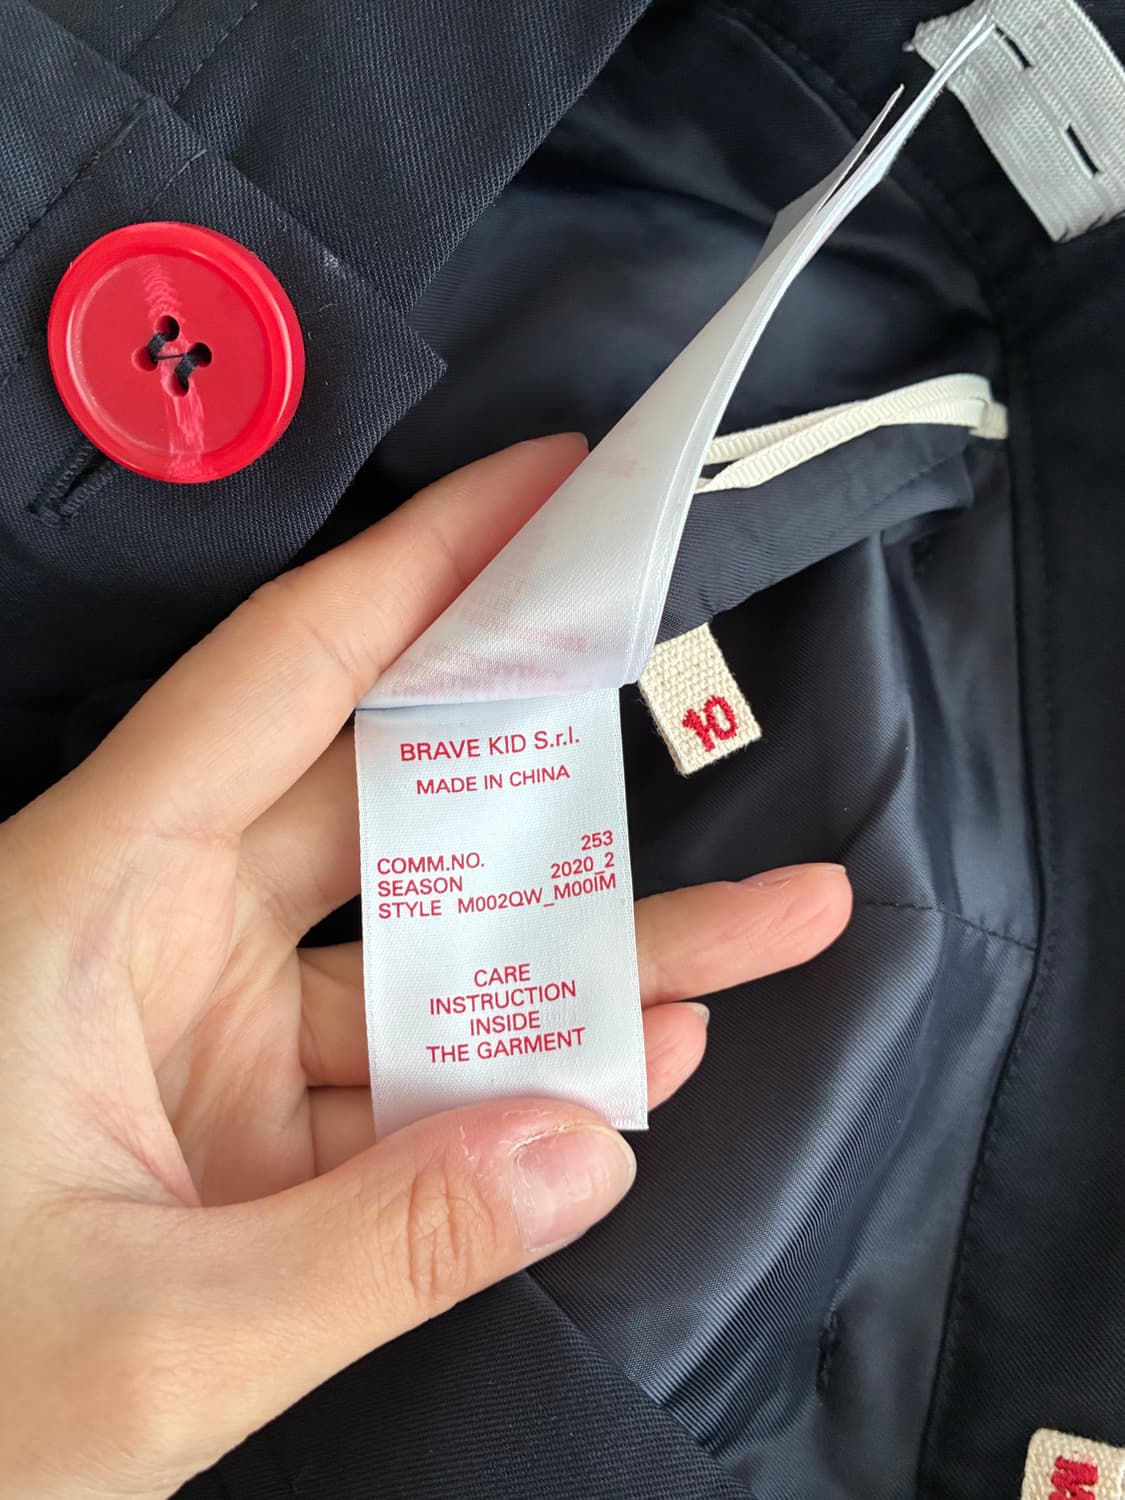 BRAVE KID S.r.l.
MADE IN CHINA
COMM.NO. 253
SEASON 2020_2
STYLE M002QW_M00IM
CARE
INSTRUCTION
INSIDE
THE GARMENT
10
M